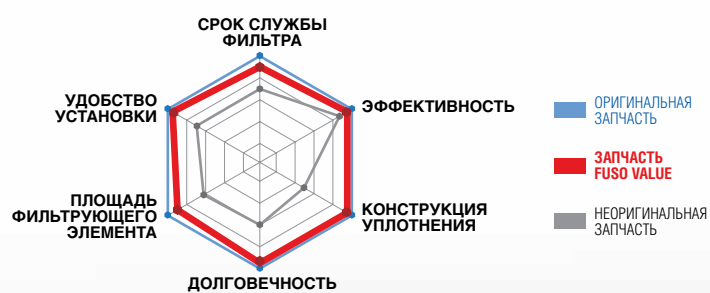 СРОК СЛУЖБЫ
ФИЛЬТРА
УДОБСТВО
УСТАНОВКИ
ЭФФЕКТИВНОСТЬ
ПЛОЩАДЬ
ФИЛЬТРУЮЩЕГО
ЭЛЕМЕНТА
КОНСТРУКЦИЯ
УПЛОТНЕНИЯ
ДОЛГОВЕЧНОСТЬ
ОРИГИНАЛЬНАЯ
ЗАПЧАСТЬ
ЗАПЧАСТЬ
FUSO VALUE
НЕОРИГИНАЛЬНАЯ
ЗАПЧАСТЬ